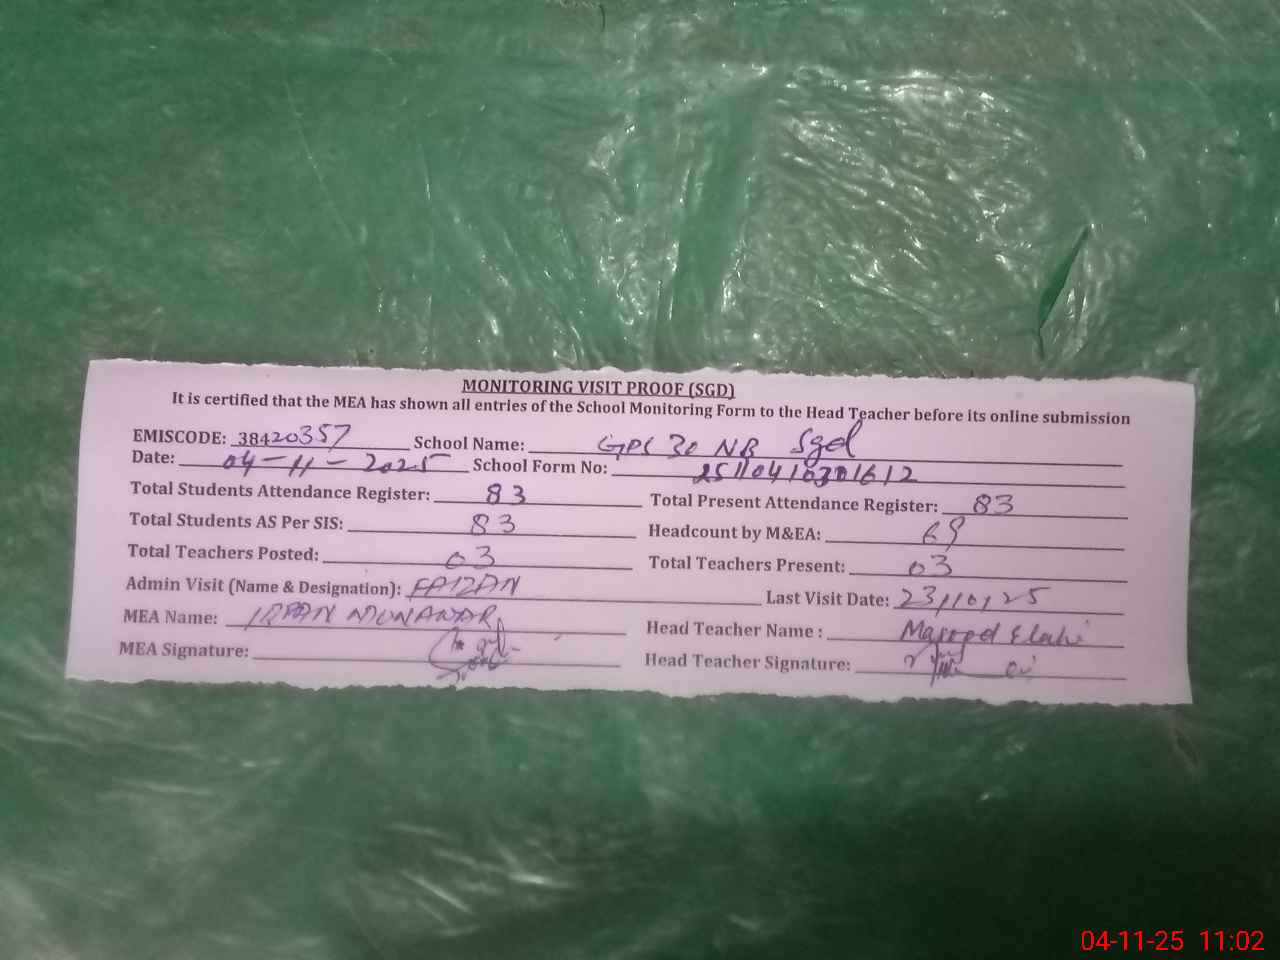 MONITORING VISIT PROOF (SGD)
It is certified that the MEA has shown all entries of the School Monitoring Form to the Head Teacher before its online submission
EMISCODE: 38420357 School Name: GPS 30 NB Sgd
Date: 04-11-2025 School Form No: 25110410301612
Total Students Attendance Register: 83 Total Present Attendance Register: 83
Total Students AS Per SIS: 83 Headcount by M&EA: 69
Total Teachers Posted: 03 Total Teachers Present: 03
Admin Visit (Name & Designation): FAIZAN Last Visit Date: 23/10/25
MEA Name: IRFAN MUNAWAR Head Teacher Name : Elahi
MEA Signature: Head Teacher Signature:
04-11-25 11:02